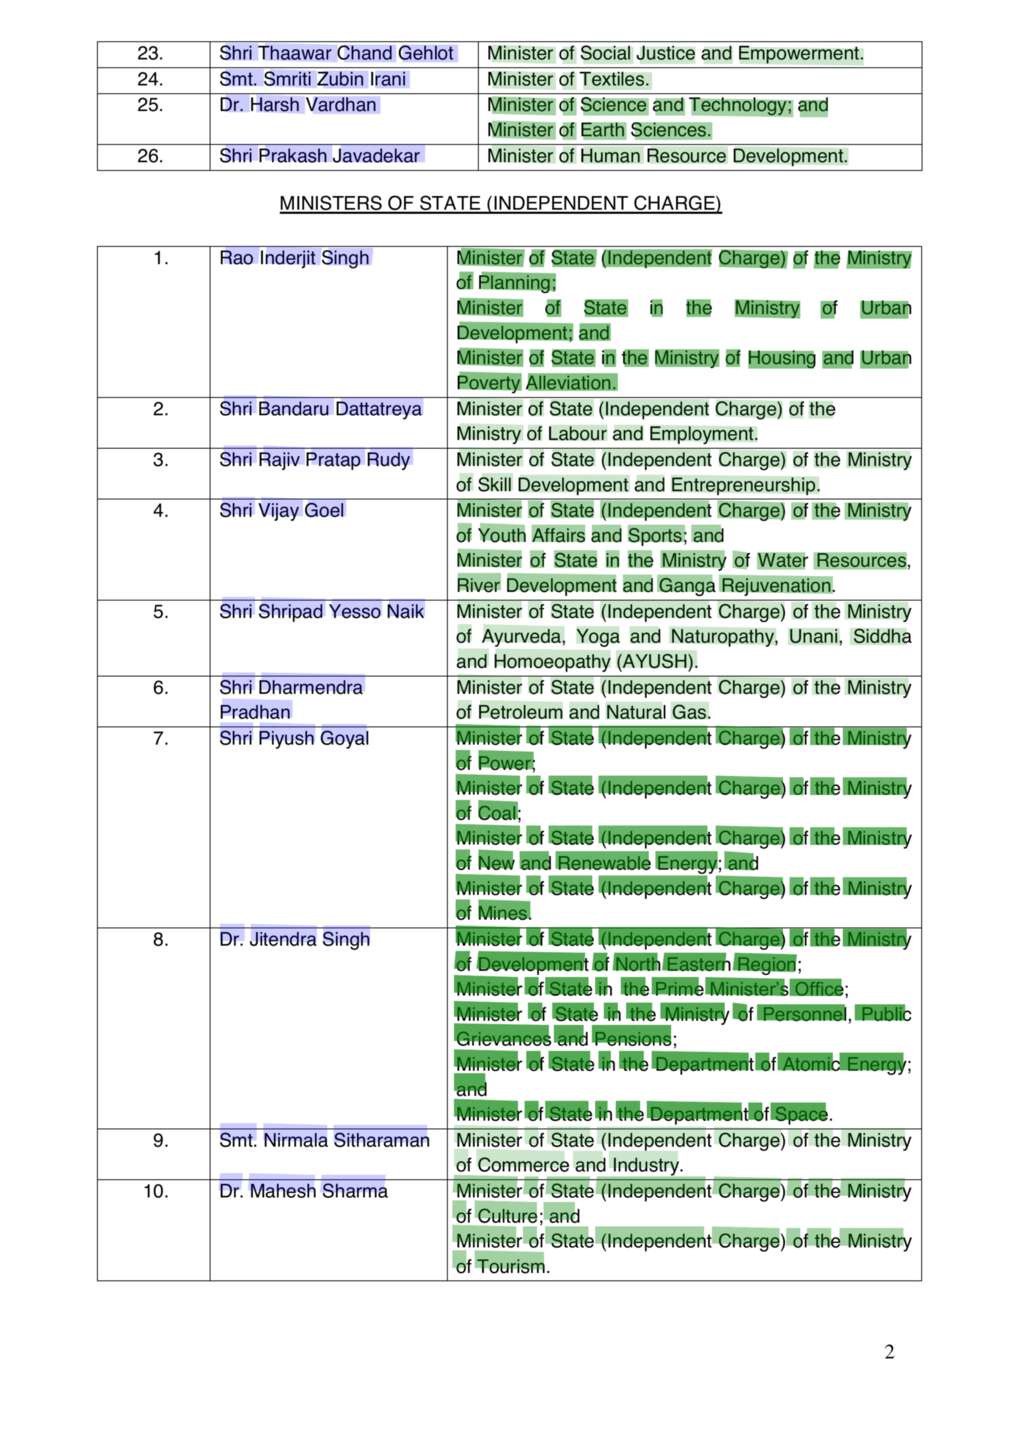 23. Shri Thaawar Chand Gehlot Minister of Social Justice and Empowerment.
24. Smt. Smriti Zubin Irani Minister of Textiles.
25. Dr. Harsh Vardhan Minister of Science and Technology; and
Minister of Earth Sciences.
26. Shri Prakash Javadekar Minister of Human Resource Development.
MINISTERS OF STATE (INDEPENDENT CHARGE)
1. Rao Inderjit Singh Minister of State (Independent Charge) of the Ministry
of Planning;
Minister of State in the Ministry of Urban
Development; and
Minister of State in the Ministry of Housing and Urban
Poverty Alleviation.
2. Shri Bandaru Dattatreya Minister of State (Independent Charge) of the
Ministry of Labour and Employment.
3. Shri Rajiv Pratap Rudy Minister of State (Independent Charge) of the Ministry
of Skill Development and Entrepreneurship.
4. Shri Vijay Goel Minister of State (Independent Charge) of the Ministry
of Youth Affairs and Sports; and
Minister of State in the Ministry of Water Resources,
River Development and Ganga Rejuvenation.
5. Shri Shripad Yesso Naik Minister of State (Independent Charge) of the Ministry
of Ayurveda, Yoga and Naturopathy, Unani, Siddha
and Homoeopathy (AYUSH).
6. Shri Dharmendra Minister of State (Independent Charge) of the Ministry
Pradhan of Petroleum and Natural Gas.
7. Shri Piyush Goyal Minister of State (Independent Charge) of the Ministry
of Power;
Minister of State (Independent Charge) of the Ministry
of Coal;
Minister of State (Independent Charge) of the Ministry
of New and Renewable Energy; and
Minister of State (Independent Charge) of the Ministry
of Mines.
8. Dr. Jitendra Singh Minister of State (Independent Charge) of the Ministry
of Development of North Eastern Region;
Minister of State in the Prime Minister's Office;
Minister of State in the Ministry of Personnel, Public
Grievances and Pensions;
Minister of State in the Department of Atomic Energy;
and
Minister of State in the Department of Space.
9. Smt. Nirmala Sitharaman Minister of State (Independent Charge) of the Ministry
of Commerce and Industry.
10. Dr. Mahesh Sharma Minister of State (Independent Charge) of the Ministry
of Culture; and
Minister of State (Independent Charge) of the Ministry
of Tourism.
2